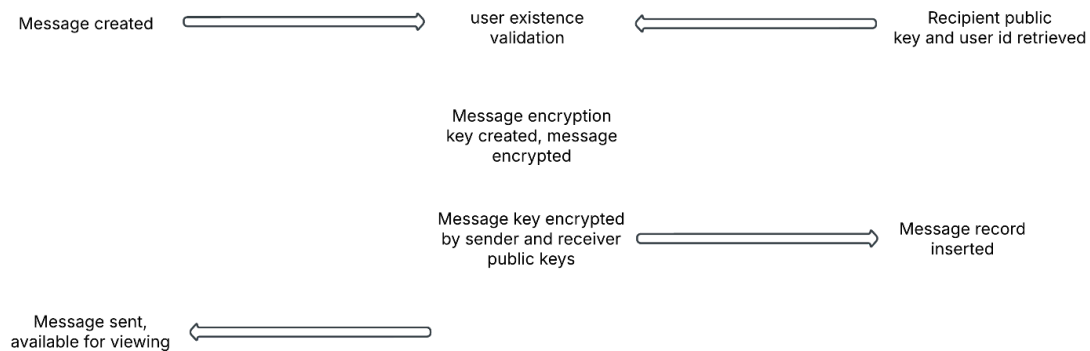 Message created
user existence
validation
Recipient public
key and user id retrieved
Message encryption
key created, message
encrypted
Message key encrypted
by sender and receiver
public keys
Message record
inserted
Message sent,
available for viewing